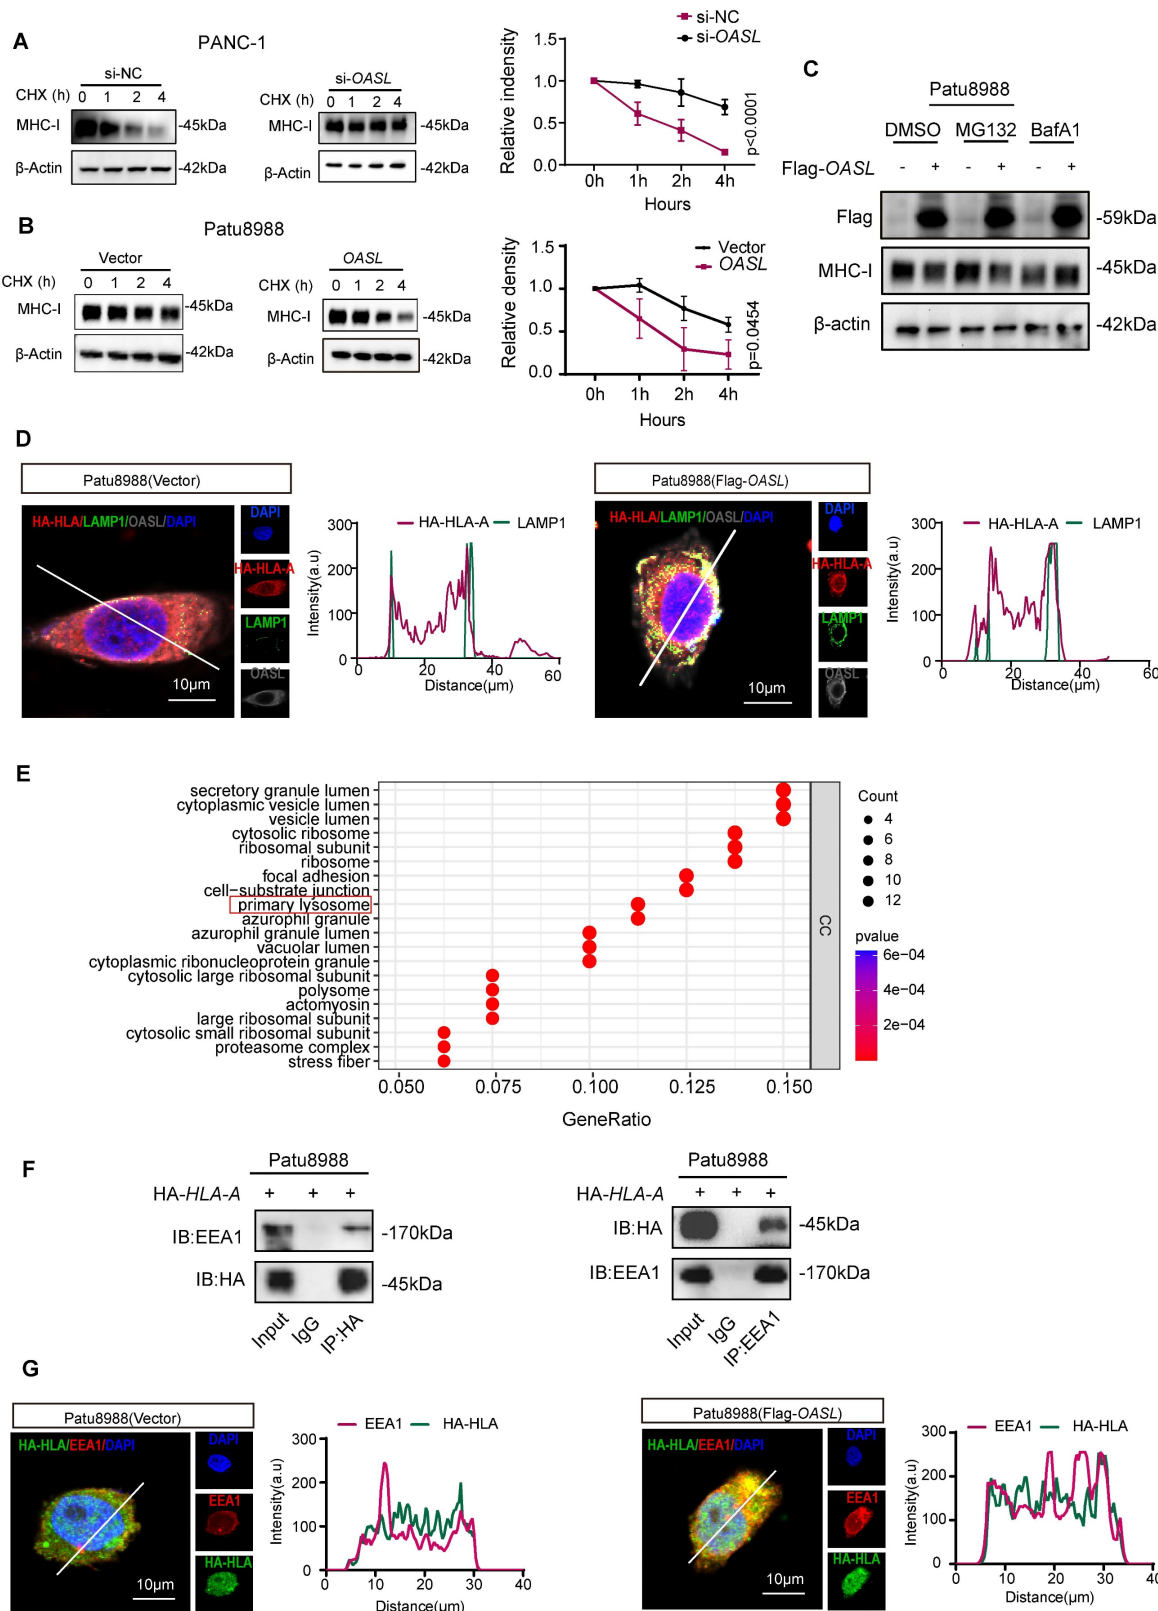 A
PANC-1
si-NC
CHX (h) 0 1 2 4
MHC-I -45kDa
β-Actin -42kDa
si-OASL
CHX (h) 0 1 2 4
MHC-I -45kDa
β-Actin -42kDa
si-NC
si-OASL
Relative indensity
1.5
1.0
0.5
0.0
0h 1h 2h 4h
Hours
p<0.0001
B
Patu8988
Vector
CHX (h) 0 1 2 4
MHC-I -45kDa
β-Actin -42kDa
OASL
CHX (h) 0 1 2 4
MHC-I -45kDa
β-Actin -42kDa
Vector
OASL
Relative density
1.5
1.0
0.5
0.0
0h 1h 2h 4h
Hours
p=0.0454
C
Patu8988
DMSO MG132 BafA1
Flag-OASL - + - + - +
Flag -59kDa
MHC-I -45kDa
β-actin -42kDa
D
Patu8988(Vector)
HA-HLA/LAMP1/OASL/DAPI
10μm
DAPI
HA-HLA-A
LAMP1
OASL
HA-HLA-A LAMP1
Intensity(a.u)
300
200
100
0
0 20 40 60
Distance(μm)
Patu8988(Flag-OASL)
HA-HLA/LAMP1/OASL/DAPI
10μm
DAPI
HA-HLA-A
LAMP1
OASL
HA-HLA-A LAMP1
Intensity(a.u)
300
200
100
0
0 20 40 60
Distance(μm)
E
secretory granule lumen
cytoplasmic vesicle lumen
vesicle lumen
cytosolic ribosome
ribosomal subunit
ribosome
focal adhesion
cell−substrate junction
primary lysosome
azurophil granule
azurophil granule lumen
vacuolar lumen
cytoplasmic ribonucleoprotein granule
cytosolic large ribosomal subunit
polysome
actomyosin
large ribosomal subunit
cytosolic small ribosomal subunit
proteasome complex
stress fiber
0.050 0.075 0.100 0.125 0.150
GeneRatio
CC
Count
4
6
8
10
12
pvalue
6e−04
4e−04
2e−04
F
Patu8988
HA-HLA-A + + +
IB:EEA1 -170kDa
IB:HA -45kDa
Input IgG IP:HA
Patu8988
HA-HLA-A + + +
IB:HA -45kDa
IB:EEA1 -170kDa
Input IgG IP:EEA1
G
Patu8988(Vector)
HA-HLA/EEA1/DAPI
10μm
DAPI
EEA1
HA-HLA
EEA1 HA-HLA
Intensity(a.u)
300
200
100
0
0 10 20 30 40
Distance(μm)
Patu8988(Flag-OASL)
HA-HLA/EEA1/DAPI
10μm
DAPI
EEA1
HA-HLA
EEA1 HA-HLA
Intensity(a.u)
300
200
100
0
0 10 20 30 40
Distance(μm)